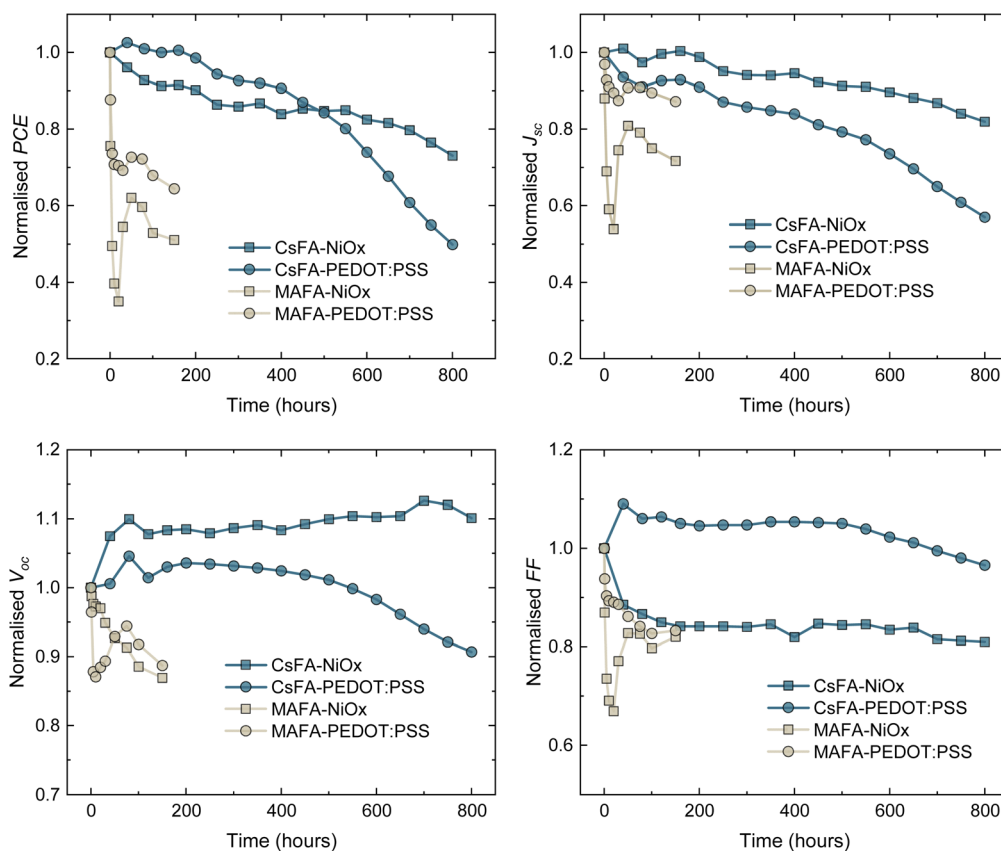 Normalised PCE
1.0
0.8
0.6
0.4
0.2
CsFA-NiOx
CsFA-PEDOT:PSS
MAFA-NiOx
MAFA-PEDOT:PSS
0 200 400 600 800
Time (hours)
Normalised Jsc
1.0
0.8
0.6
0.4
0.2
CsFA-NiOx
CsFA-PEDOT:PSS
MAFA-NiOx
MAFA-PEDOT:PSS
0 200 400 600 800
Time (hours)
Normalised Voc
1.2
1.1
1.0
0.9
0.8
0.7
CsFA-NiOx
CsFA-PEDOT:PSS
MAFA-NiOx
MAFA-PEDOT:PSS
0 200 400 600 800
Time (hours)
Normalised FF
1.2
1.0
0.8
0.6
CsFA-NiOx
CsFA-PEDOT:PSS
MAFA-NiOx
MAFA-PEDOT:PSS
0 200 400 600 800
Time (hours)